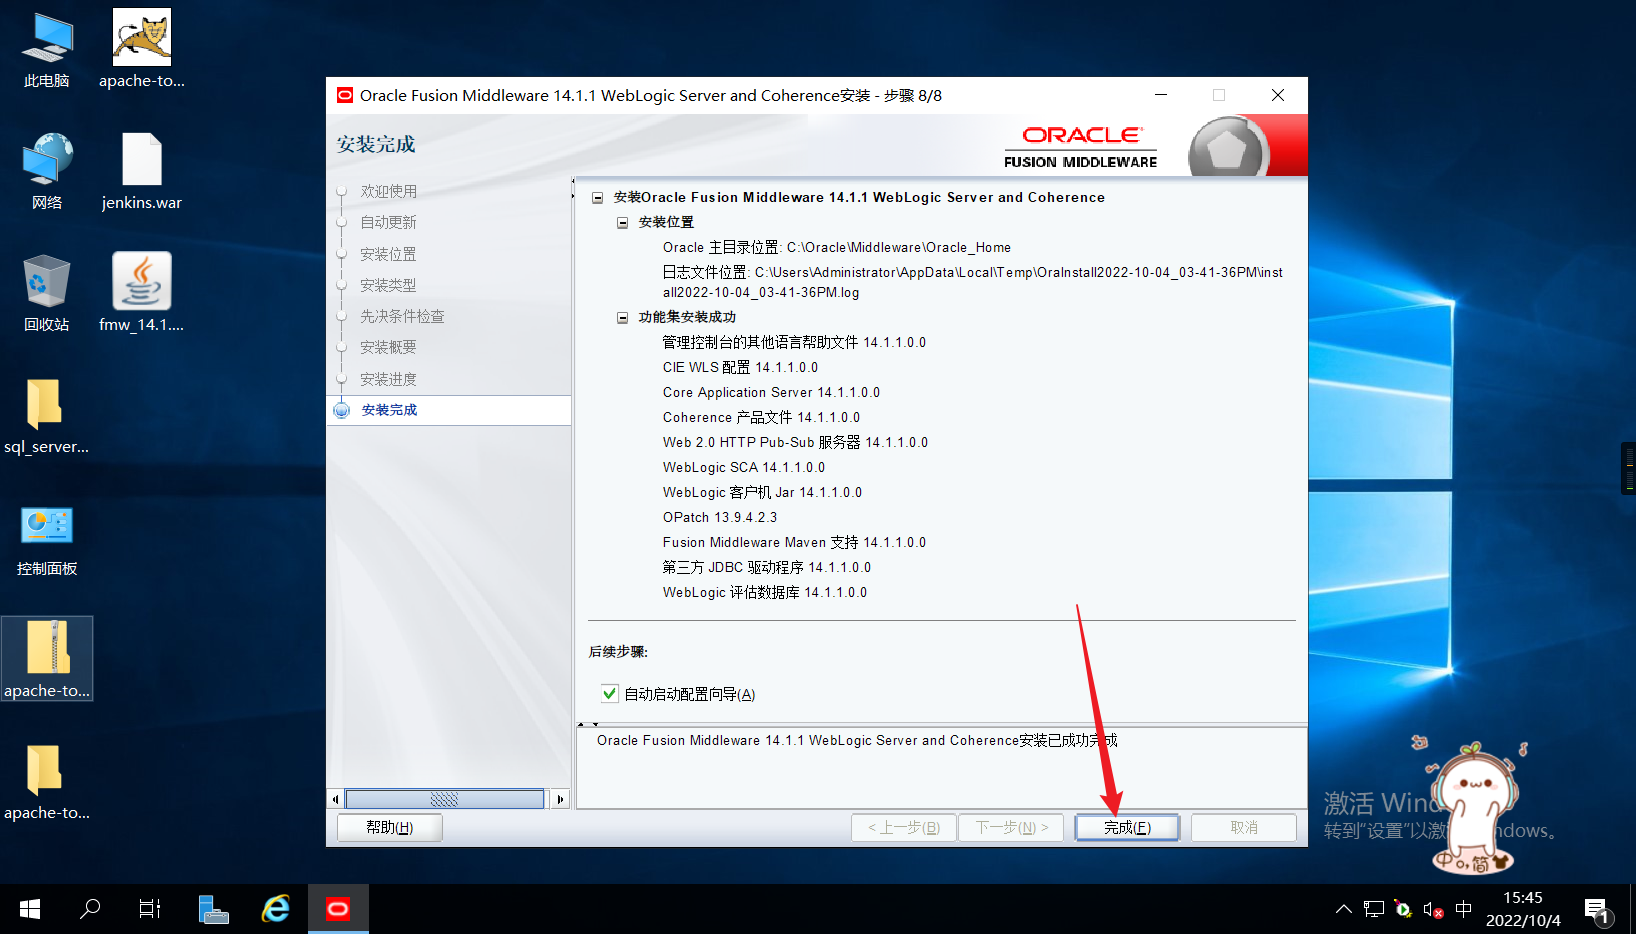 此电脑
apache-to...
网络
jenkins.war
回收站
fmw_14.1....
sql_server...
控制面板
apache-to...
apache-to...
Oracle Fusion Middleware 14.1.1 WebLogic Server and Coherence安装 - 步骤 8/8
安装完成
ORACLE
FUSION MIDDLEWARE
欢迎使用
自动更新
安装位置
安装类型
先决条件检查
安装概要
安装进度
安装完成
安装Oracle Fusion Middleware 14.1.1 WebLogic Server and Coherence
安装位置
Oracle 主目录位置: C:\Oracle\Middleware\Oracle_Home
日志文件位置: C:\Users\Administrator\AppData\Local\Temp\OraInstall2022-10-04_03-41-36PM\inst
all2022-10-04_03-41-36PM.log
功能集安装成功
管理控制台的其他语言帮助文件 14.1.1.0.0
CIE WLS 配置 14.1.1.0.0
Core Application Server 14.1.1.0.0
Coherence 产品文件 14.1.1.0.0
Web 2.0 HTTP Pub-Sub 服务器 14.1.1.0.0
WebLogic SCA 14.1.1.0.0
WebLogic 客户机 Jar 14.1.1.0.0
OPatch 13.9.4.2.3
Fusion Middleware Maven 支持 14.1.1.0.0
第三方 JDBC 驱动程序 14.1.1.0.0
WebLogic 评估数据库 14.1.1.0.0
后续步骤:
自动启动配置向导(A)
Oracle Fusion Middleware 14.1.1 WebLogic Server and Coherence安装已成功完成
帮助(H)
< 上一步(B)
下一步(N) >
完成(F)
取消
激活 Wind
转到"设置"以激 ndows。
中 简
中
15:45
2022/10/4
1